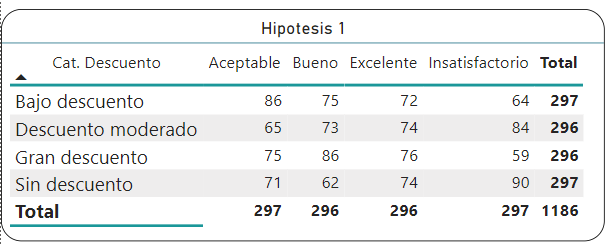 Hipotesis 1
Cat. Descuento Aceptable Bueno Excelente Insatisfactorio Total
Bajo descuento 86 75 72 64 297
Descuento moderado 65 73 74 84 296
Gran descuento 75 86 76 59 296
Sin descuento 71 62 74 90 297
Total 297 296 296 297 1186